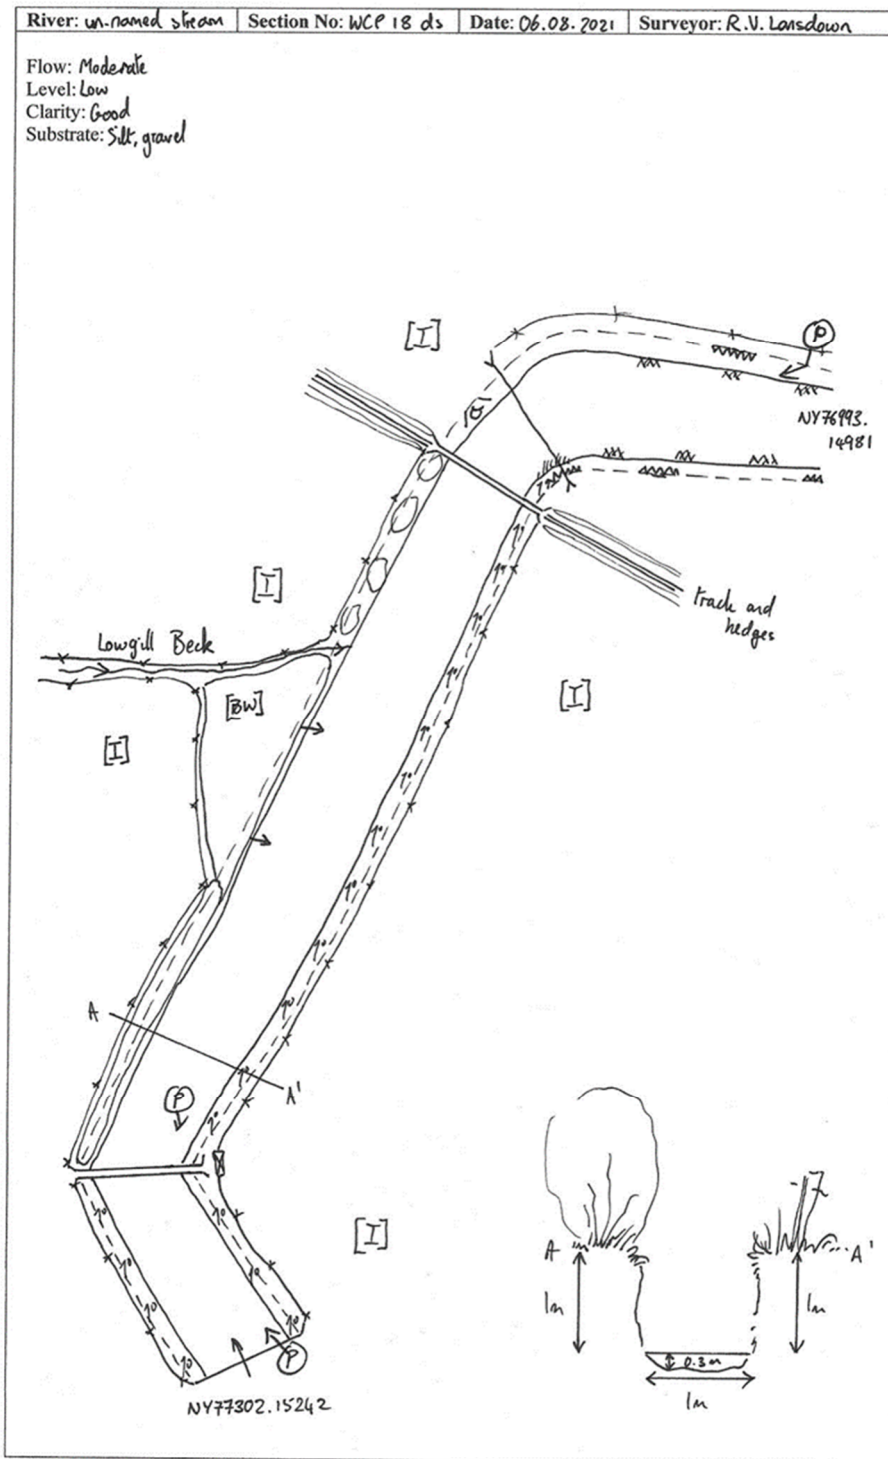 River: un-named stream Section No: WCP 18 ds Date: 06.08.2021 Surveyor: R.V. Lansdown
Flow: Moderate
Level: Low
Clarity: Good
Substrate: Silt, gravel
[I]
P
NY76993.
14981
[I]
track and
hedges
Lowgill Beck
[BW]
[I]
[I]
A
A'
P
[I]
P
NY77302.15242
A
A'
1m
1m
0.3m
1m